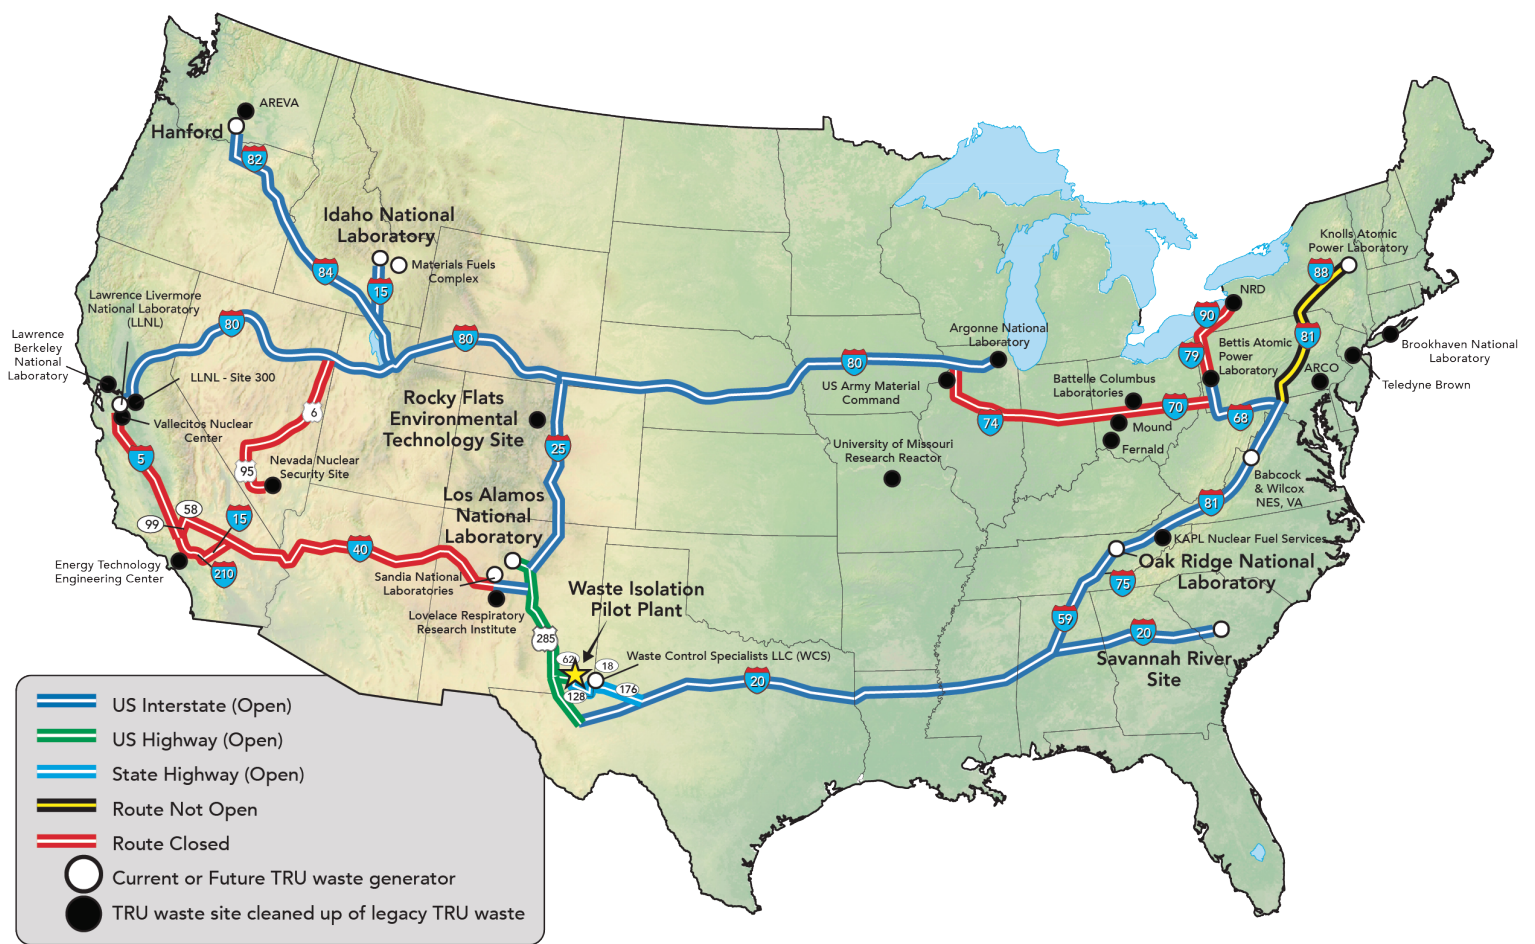 AREVA
Hanford
82
Idaho National
Laboratory
Materials Fuels
Complex
84
15
Knolls Atomic
Power Laboratory
88
Lawrence Livermore
National Laboratory
(LLNL)
80
80
NRD
90
81
Lawrence
Berkeley
National
Laboratory
Argonne National
Laboratory
80
79
Bettis Atomic
Power
Laboratory
Brookhaven National
Laboratory
LLNL - Site 300
ARCO
Teledyne Brown
US Army Material
Command
Battelle Columbus
Laboratories
Rocky Flats
Environmental
Technology Site
6
70
68
74
Vallecitos Nuclear
Center
Mound
Fernald
25
5
University of Missouri
Research Reactor
95
Nevada Nuclear
Security Site
Babcock
& Wilcox
NES, VA
Los Alamos
National
Laboratory
81
58
99
15
KAPL Nuclear Fuel Services
40
Energy Technology
Engineering Center
210
Oak Ridge National
Laboratory
75
Sandia National
Laboratories
Waste Isolation
Pilot Plant
Lovelace Respiratory
Research Institute
59
20
285
Waste Control Specialists LLC (WCS)
62
18
Savannah River
Site
128
176
20
US Interstate (Open)
US Highway (Open)
State Highway (Open)
Route Not Open
Route Closed
Current or Future TRU waste generator
TRU waste site cleaned up of legacy TRU waste